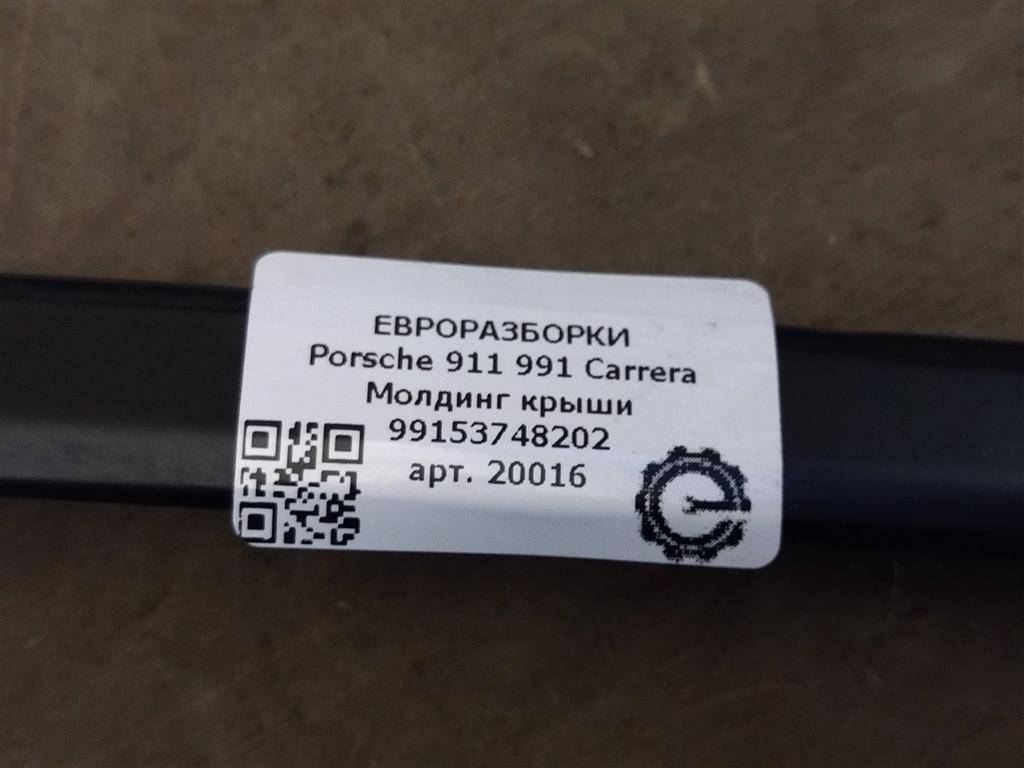 ЕВРОРАЗБОРКИ
Porsche 911 991 Carrera
Молдинг крыши
99153748202
арт. 20016